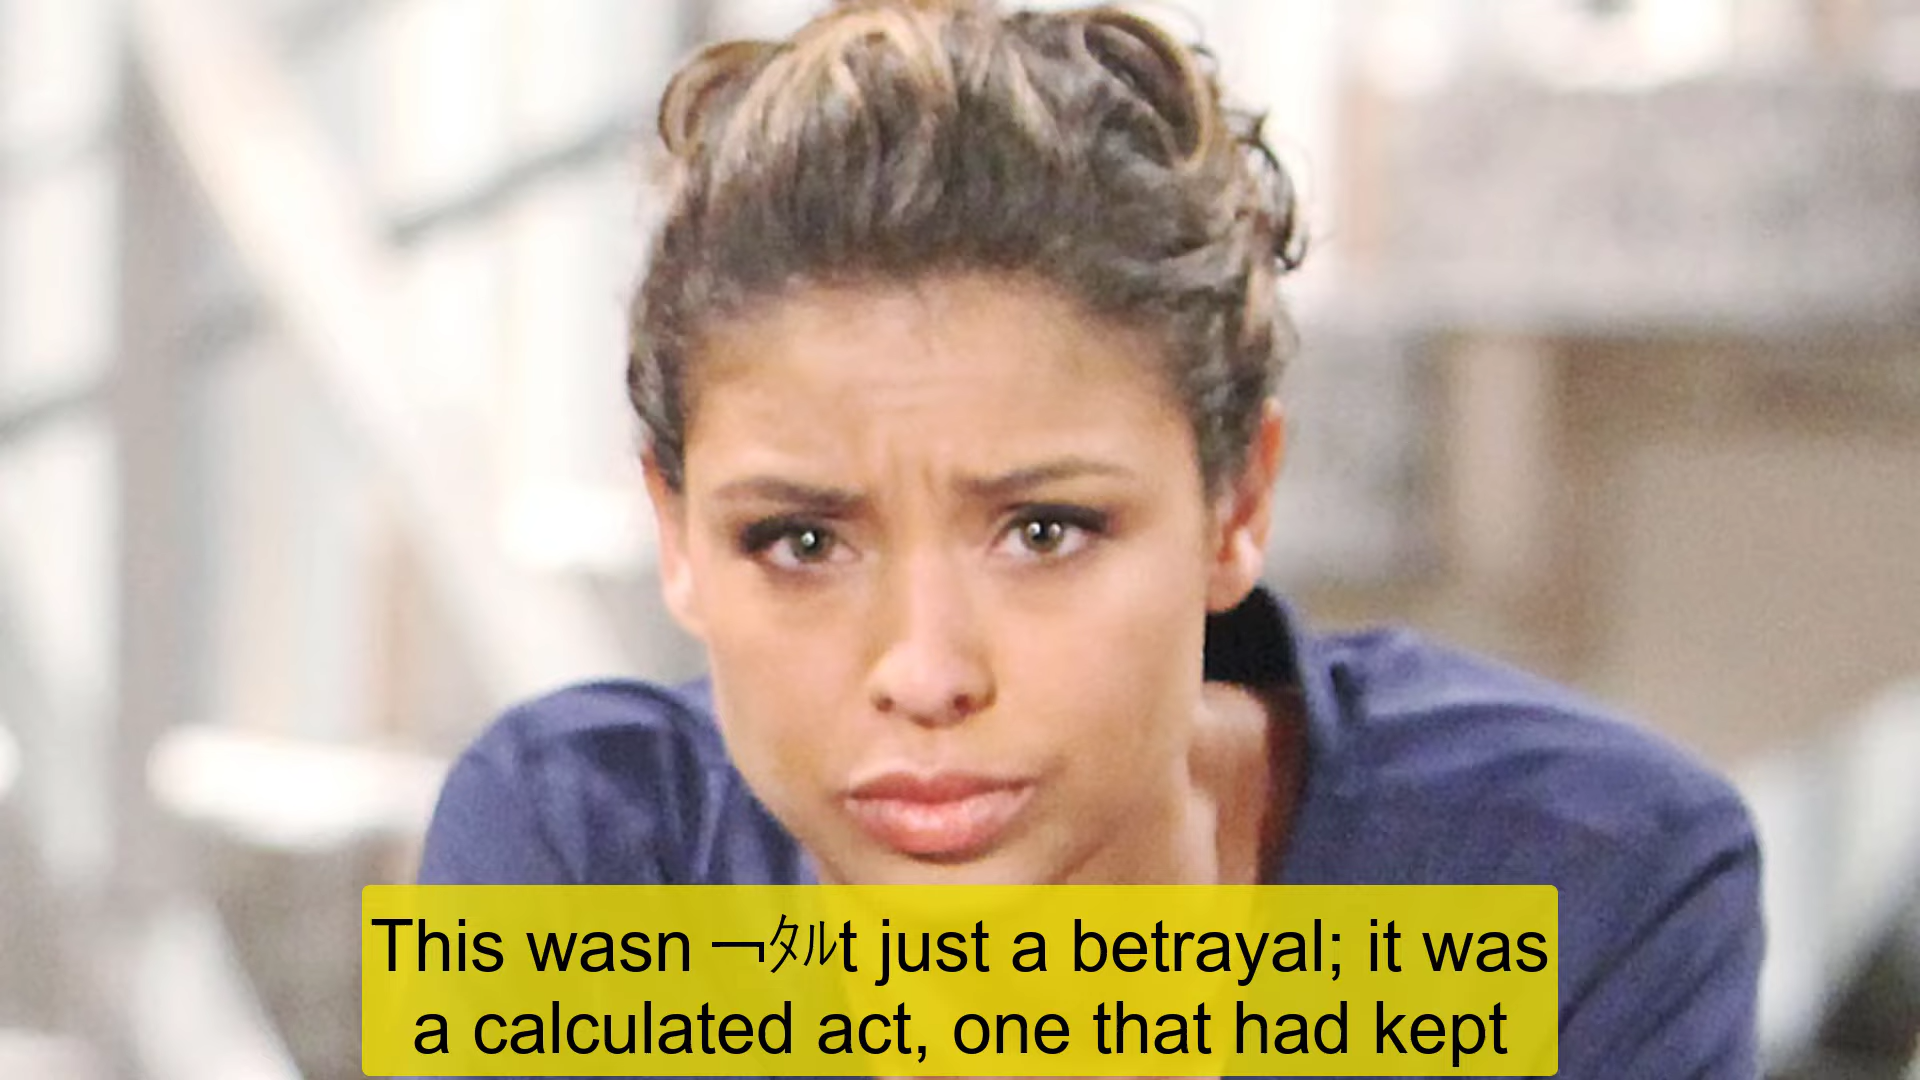 This wasn ￢ﾀﾙt just a betrayal; it was
a calculated act, one that had kept